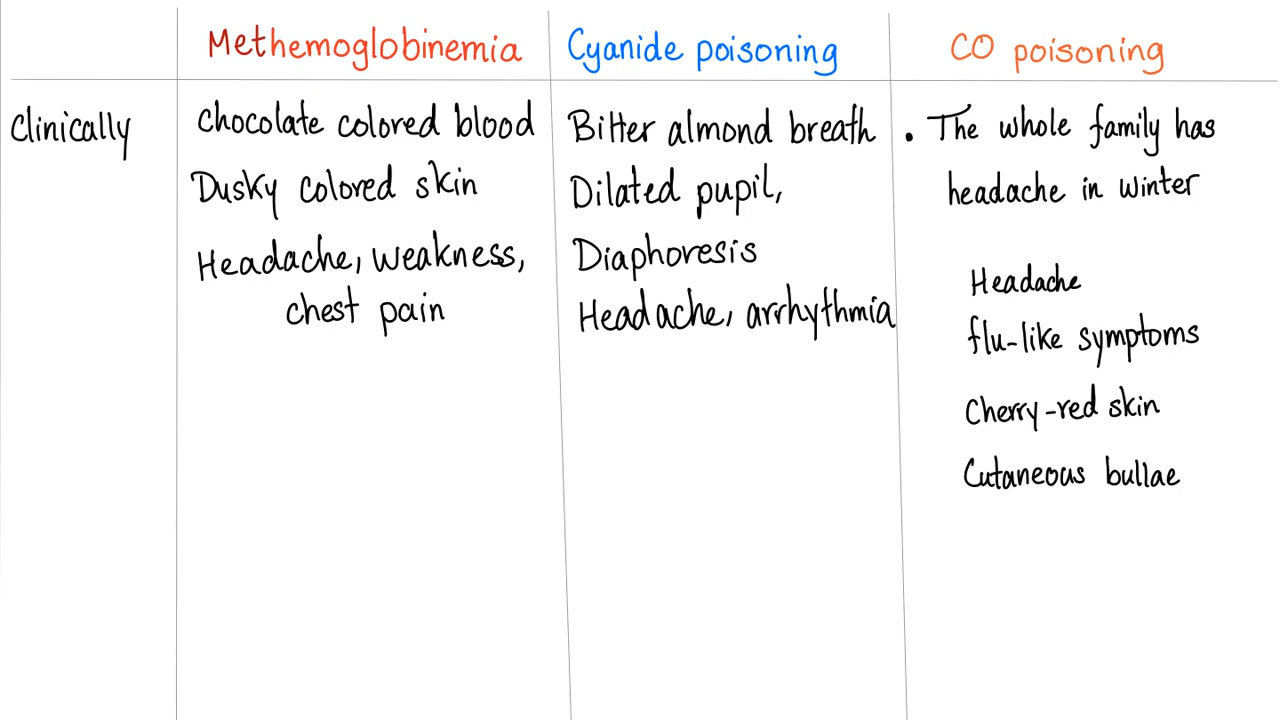 Methemoglobinemia Cyanide poisoning CO poisoning
Clinically
chocolate colored blood
Dusky colored skin
Headache, weakness,
chest pain
Bitter almond breath
Dilated pupil,
Diaphoresis
Headache, arrhythmia
• The whole family has
headache in winter
Headache
flu-like symptoms
Cherry-red skin
Cutaneous bullae